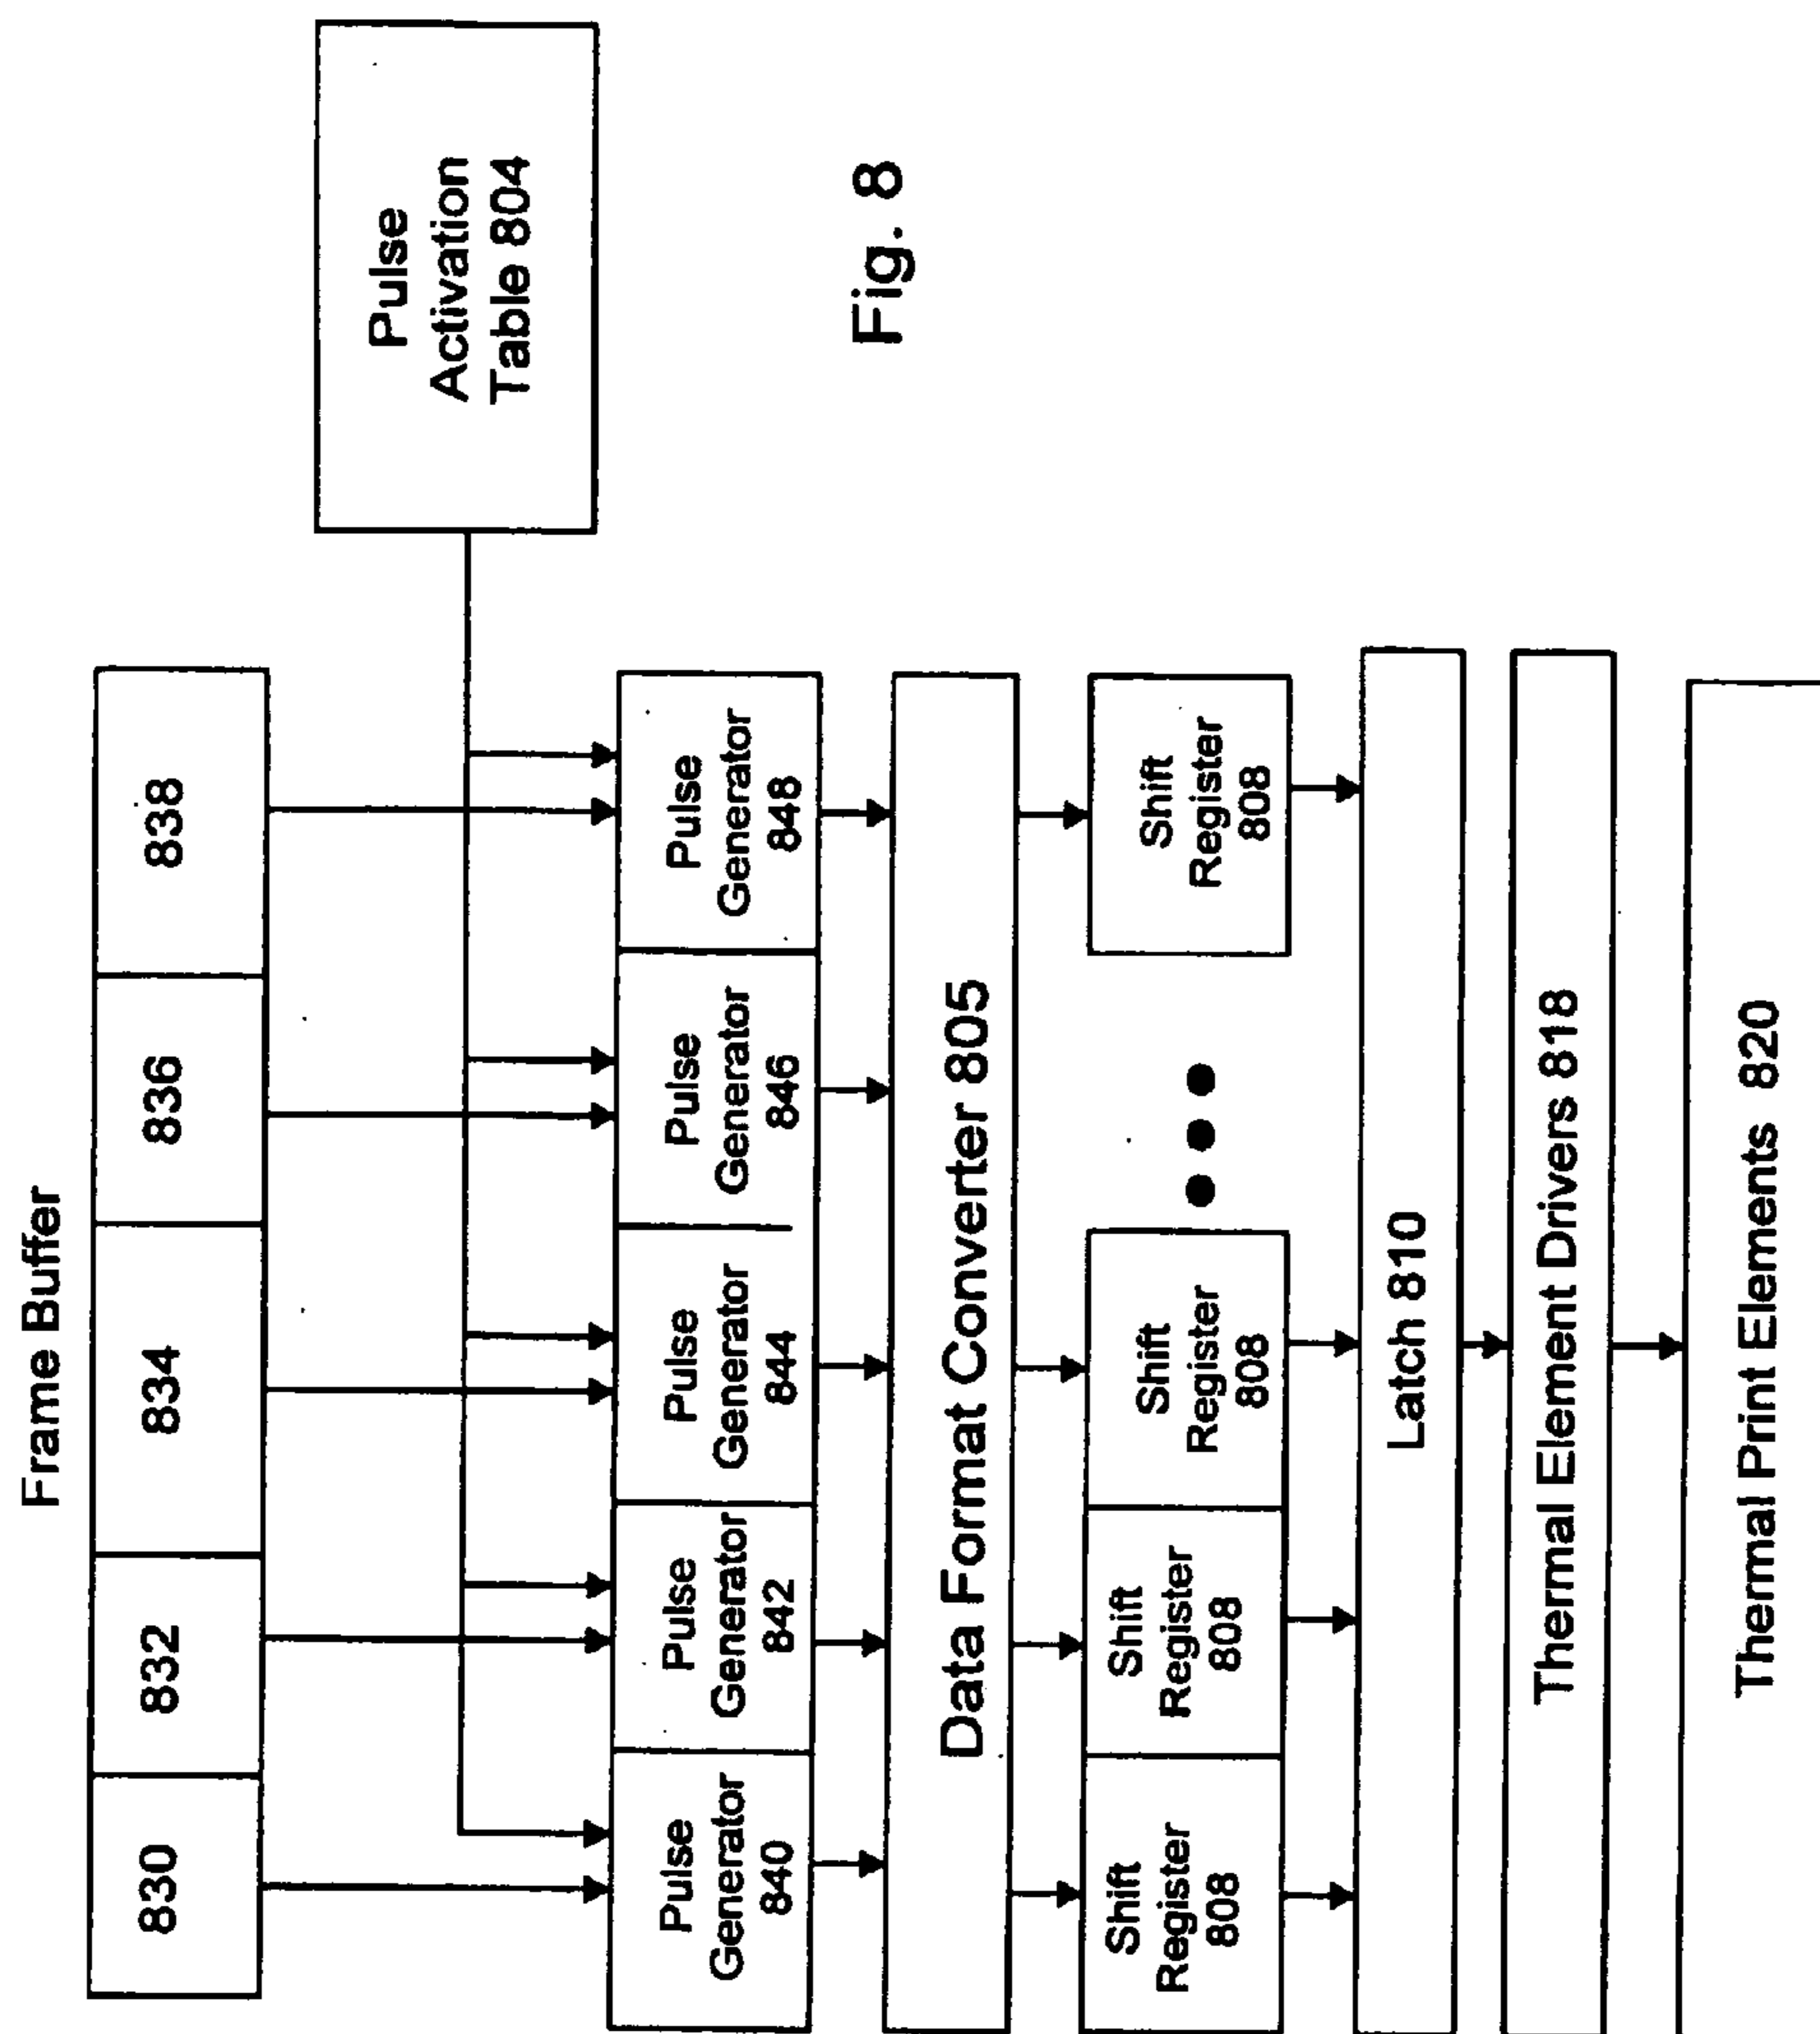 Frame Buffer
830
832
834
836
838
Pulse
Activation
Table 804
Pulse
Generator
840
Pulse
Generator
842
Pulse
Generator
844
Pulse
Generator
846
Pulse
Generator
848
Data Format Converter 805
Shift
Register
808
Shift
Register
808
Shift
Register
808
Shift
Register
808
Latch 810
Thermal Element Drivers 818
Thermal Print Elements 820
Fig. 8